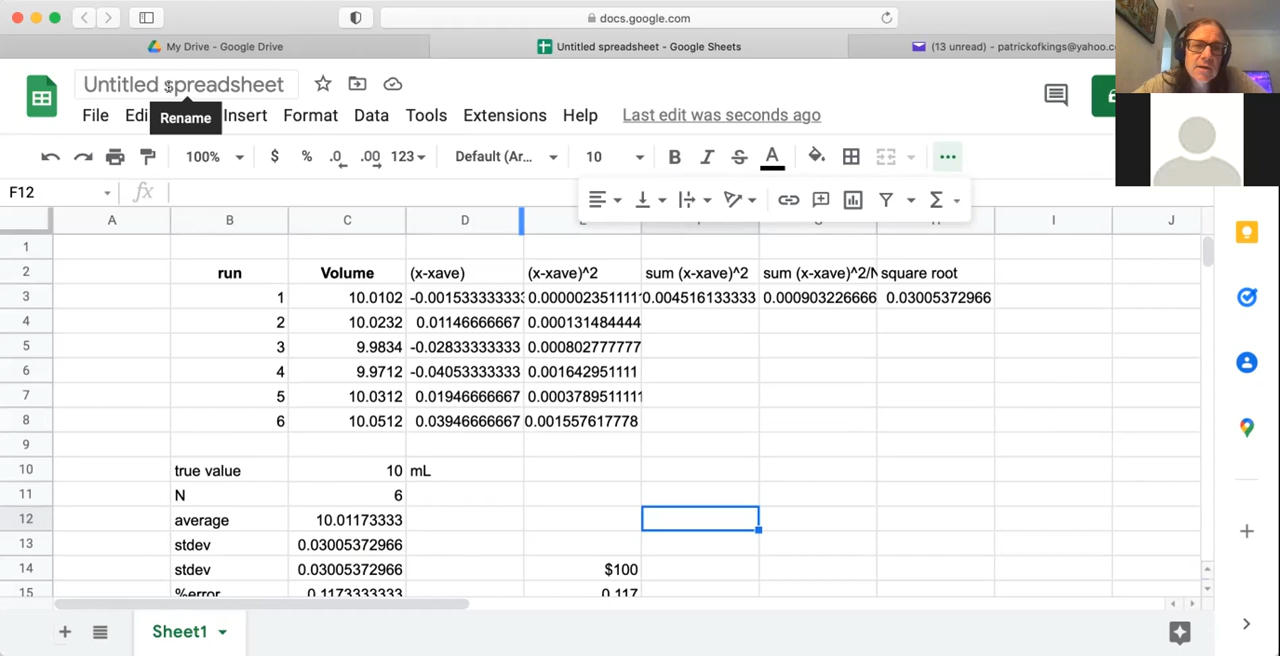 docs.google.com
My Drive - Google Drive
Untitled spreadsheet - Google Sheets
(13 unread) - patrickofkings@yahoo.c
Untitled spreadsheet
Rename
File Edi Insert Format Data Tools Extensions Help Last edit was seconds ago
100% $ % .0 .00 123 Default (Ar... 10 B I S A
F12 fx
A B C D I J
1
2 run Volume (x-xave) (x-xave)^2 sum (x-xave)^2 sum (x-xave)^2/N square root
3 1 10.0102 -0.001533333333 0.000002351111 0.004516133333 0.000903226666 0.03005372966
4 2 10.0232 0.01146666667 0.000131484444
5 3 9.9834 -0.02833333333 0.000802777777
6 4 9.9712 -0.04053333333 0.001642951111
7 5 10.0312 0.01946666667 0.000378951111
8 6 10.0512 0.03946666667 0.001557617778
9
10 true value 10 mL
11 N 6
12 average 10.01173333
13 stdev 0.03005372966
14 stdev 0.03005372966 $100
15 %error 0.1173333333 0.117
Sheet1